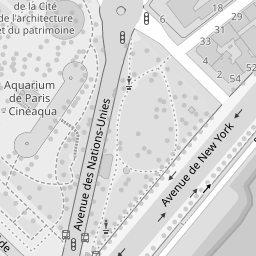 de la Cité
de l'architecture
et du patrimoine
Aquarium
de Paris
Cinéaqua
Avenue des Nations-Unies
Avenue de New York
33
31
29
18
4
2
54
52